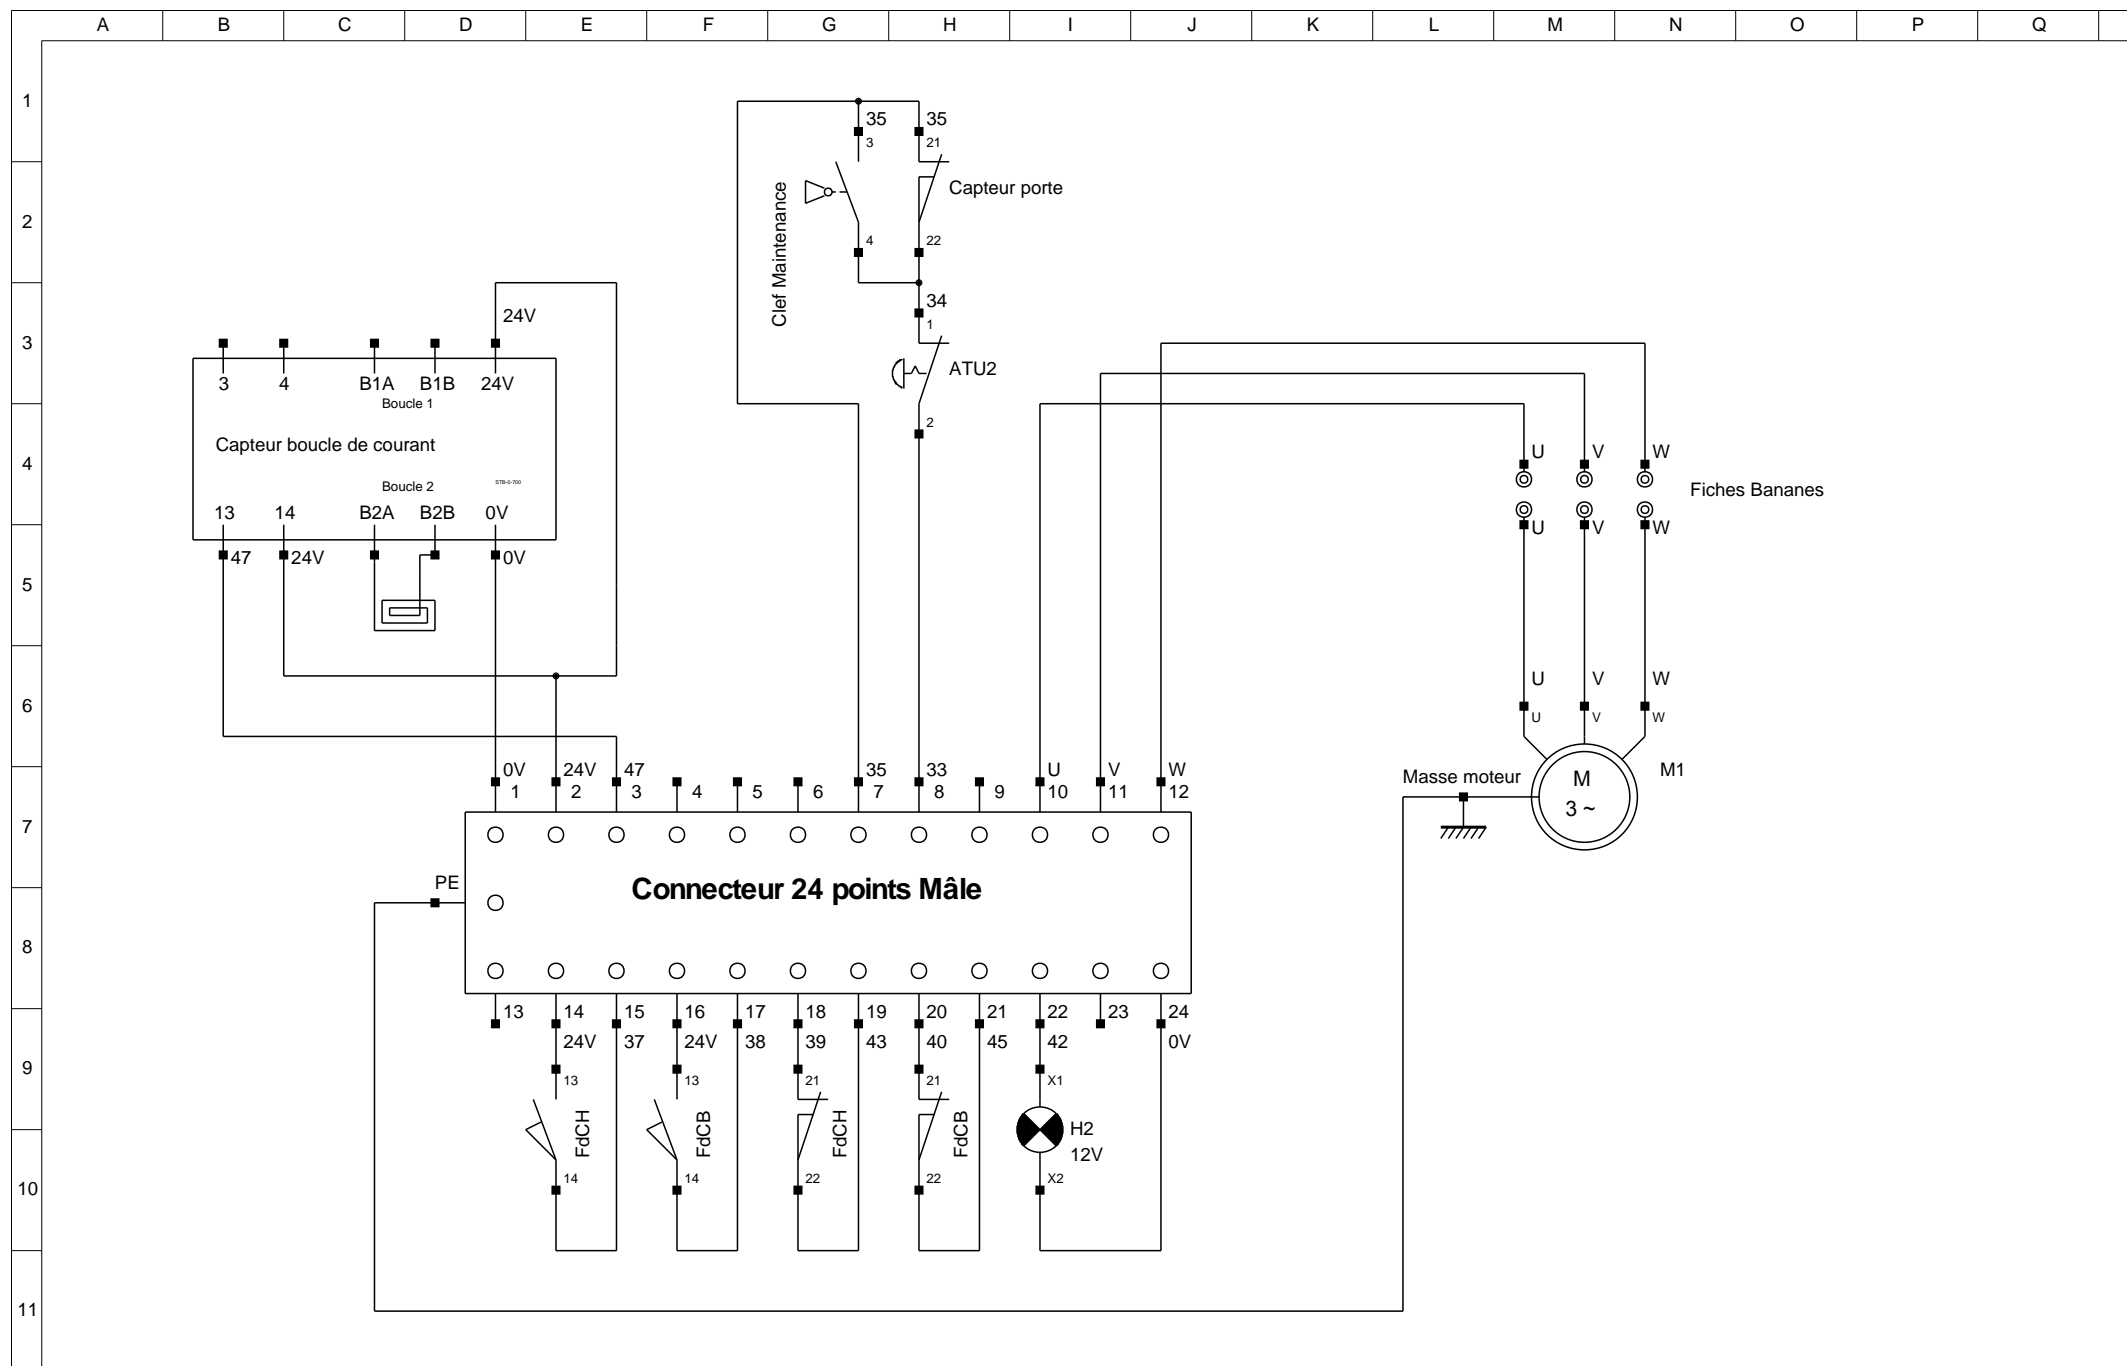 A B C D E F G H I J K L M N O P Q
1
35 35
3 21
Clef Maintenance
Capteur porte
2
4 22
34
1
24V
3
ATU2
3 4 B1A B1B 24V
Boucle 1
2
Capteur boucle de courant
U V W
4
Boucle 2
STB-0-700
Fiches Bananes
13 14 B2A B2B 0V
U V W
47 24V 0V
5
U V W
6
U V W
0V 24V 47 35 33 U V W
1 2 3 4 5 6 7 8 9 10 11 12
Masse moteur
M
3 ~
M1
7
PE
Connecteur 24 points Mâle
8
13 14 15 16 17 18 19 20 21 22 23 24
24V 37 24V 38 39 43 40 45 42 0V
9
13 13 21 21 X1
FdCH FdCB FdCH FdCB
H2
12V
14 14 22 22 X2
10
11